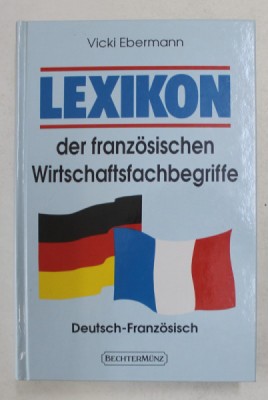 Vicki Ebermann
LEXIKON
der französischen
Wirtschaftsfachbegriffe
Deutsch-Französisch
BECHTERMÜNZ